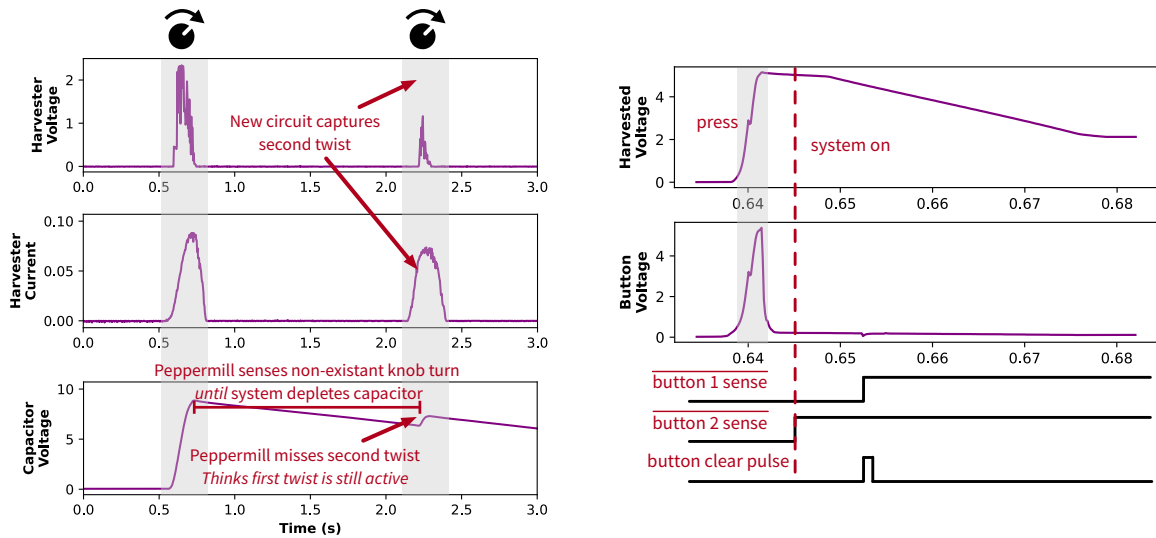 Harvester
Voltage
2
1
0
0.0 0.5 1.0 1.5 2.0 2.5 3.0
New circuit captures
second twist
Harvester
Current
0.10
0.05
0.00
0.0 0.5 1.0 1.5 2.0 2.5 3.0
Capacitor
Voltage
10
5
0
Peppermill senses non-existant knob turn
until system depletes capacitor
Peppermill misses second twist
Thinks first twist is still active
0.0 0.5 1.0 1.5 2.0 2.5 3.0
Time (s)
Harvested
Voltage
4
2
0
press
system on
0.64 0.65 0.66 0.67 0.68
Button
Voltage
4
2
0
0.64 0.65 0.66 0.67 0.68
button 1 sense
button 2 sense
button clear pulse